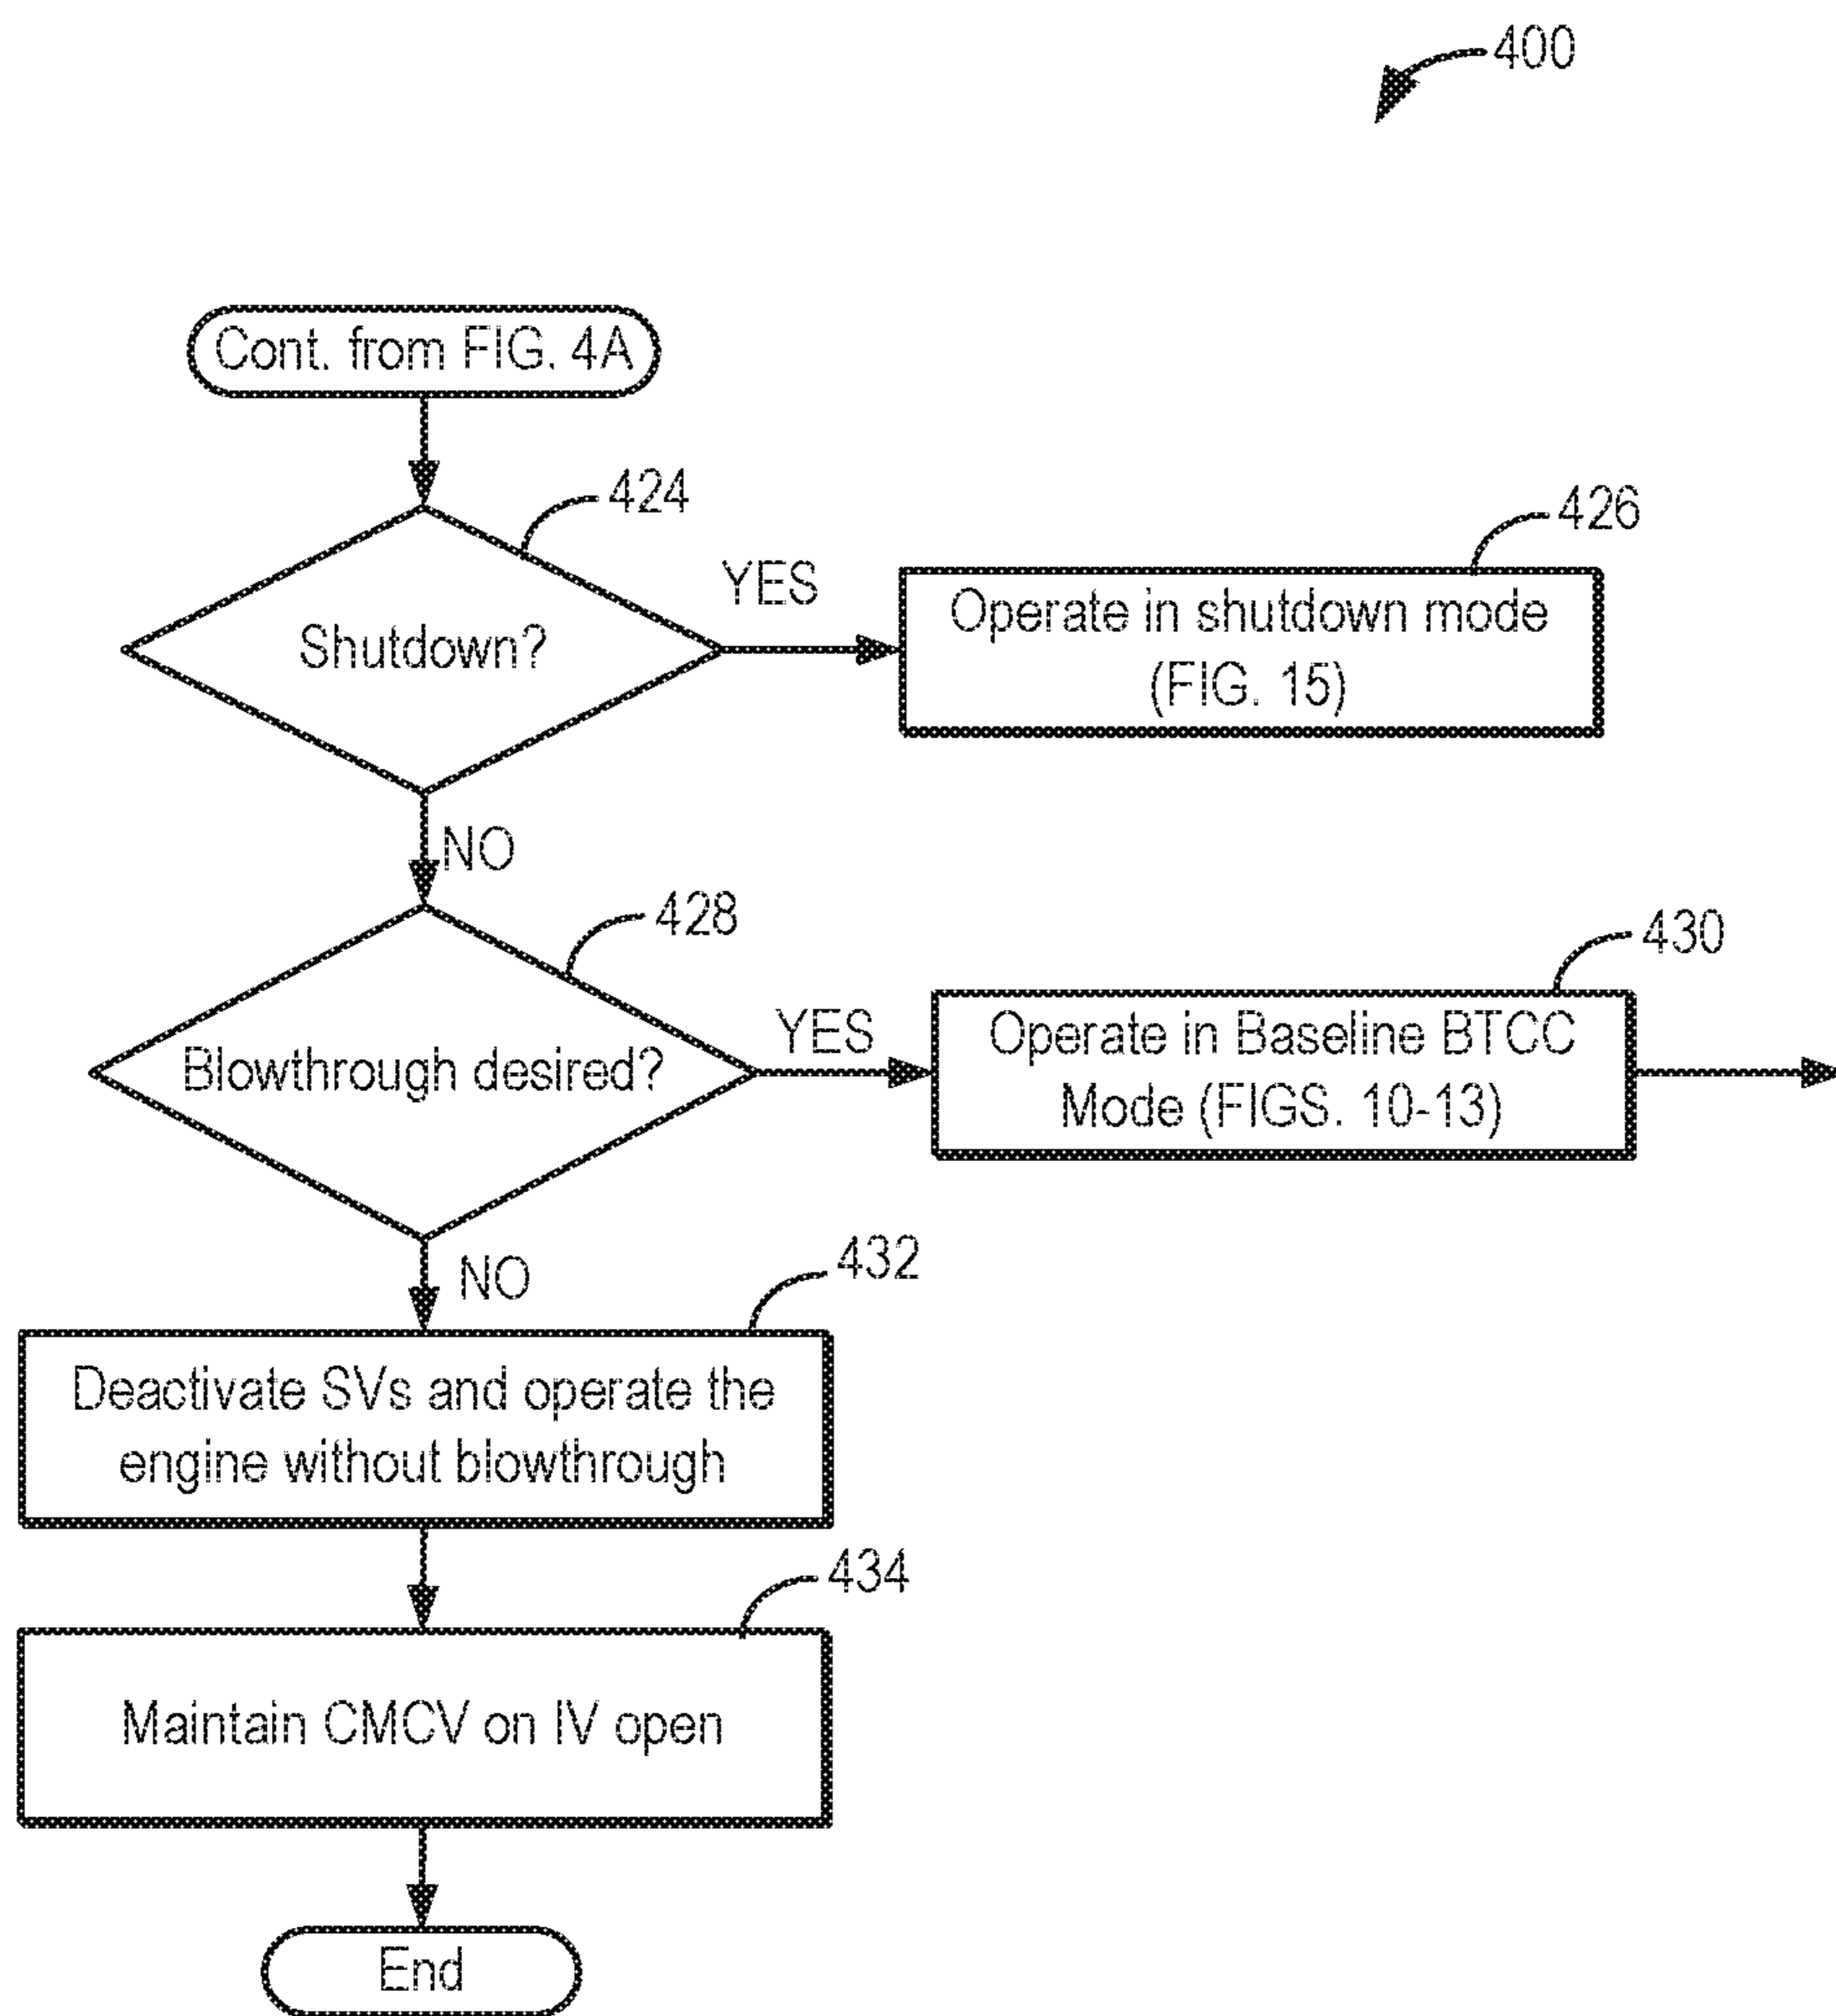 400
Cont. from FIG. 4A
424
Shutdown?
YES
426
Operate in shutdown mode
(FIG. 15)
NO
428
Blowthrough desired?
YES
430
Operate in Baseline BTCC
Mode (FIGS. 10-13)
NO
432
Deactivate SVs and operate the
engine without blowthrough
434
Maintain CMCV on IV open
End